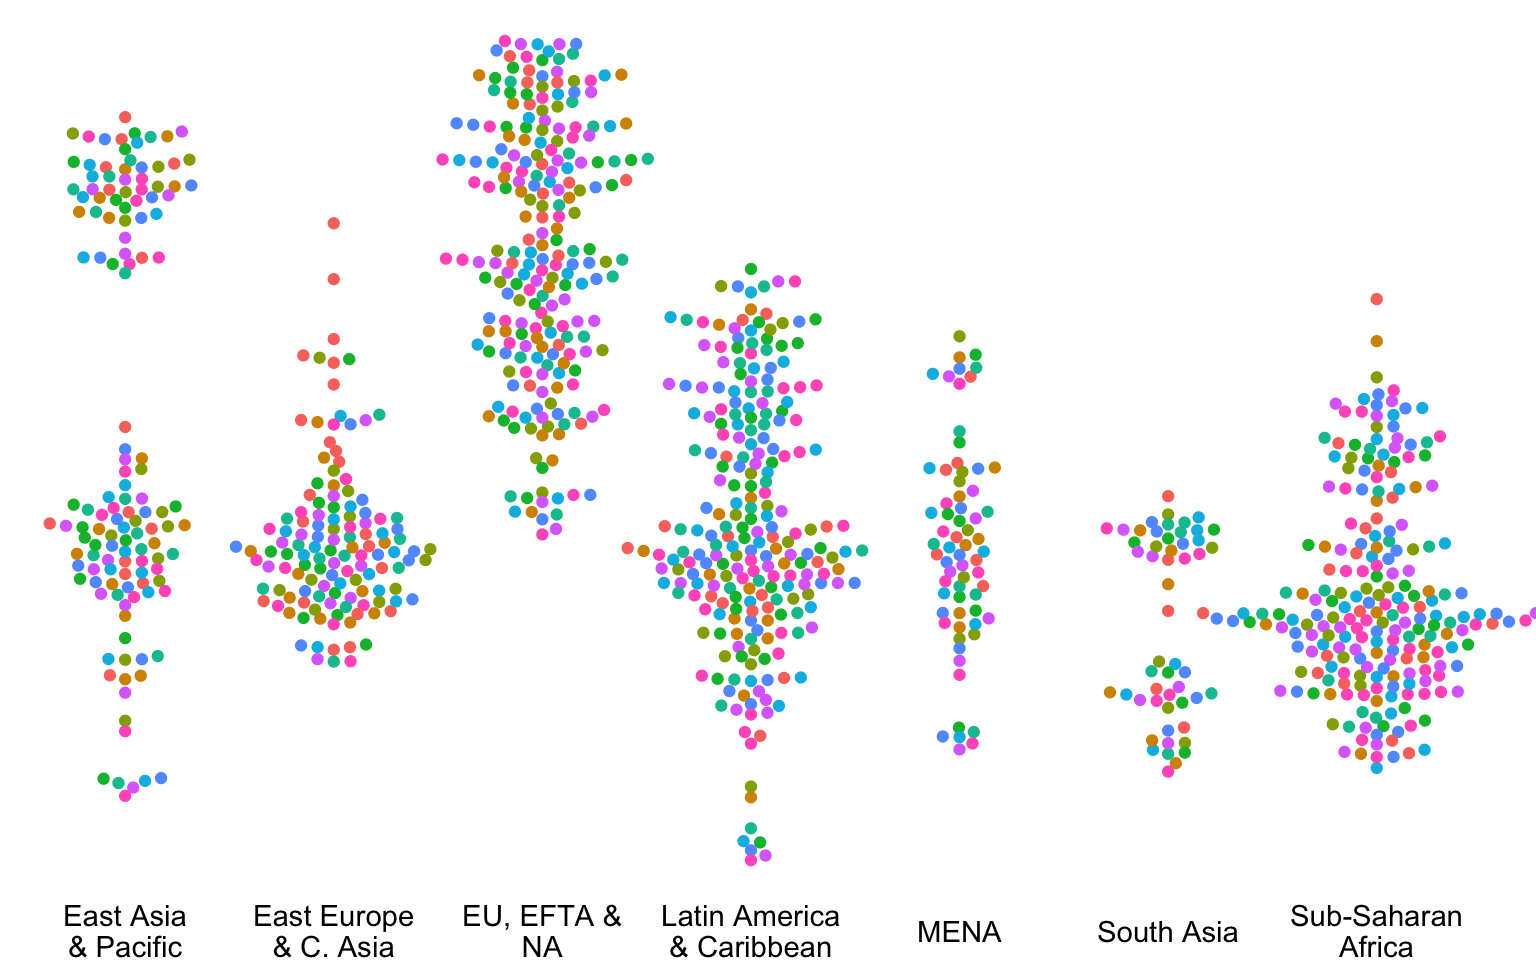 East Asia
& Pacific
East Europe
& C. Asia
EU, EFTA &
NA
Latin America
& Caribbean
MENA
South Asia
Sub-Saharan
Africa